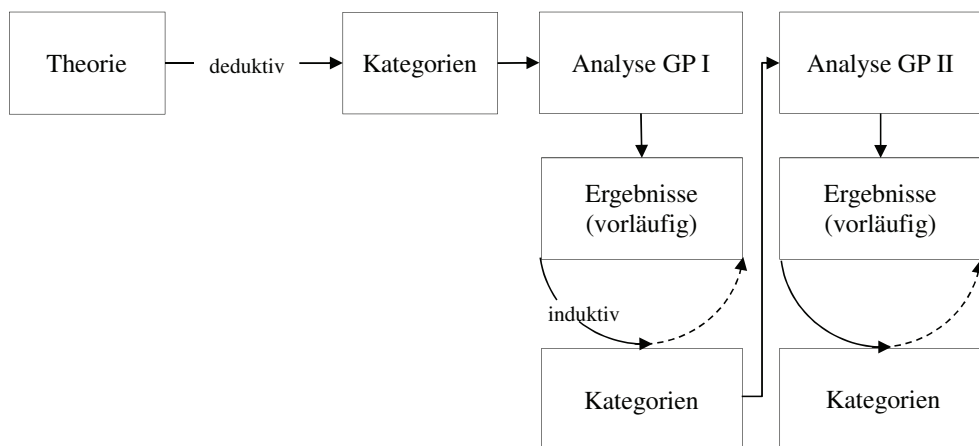 Theorie
deduktiv
Kategorien
Analyse GP I
Analyse GP II
Ergebnisse
(vorläufig)
Ergebnisse
(vorläufig)
induktiv
Kategorien
Kategorien